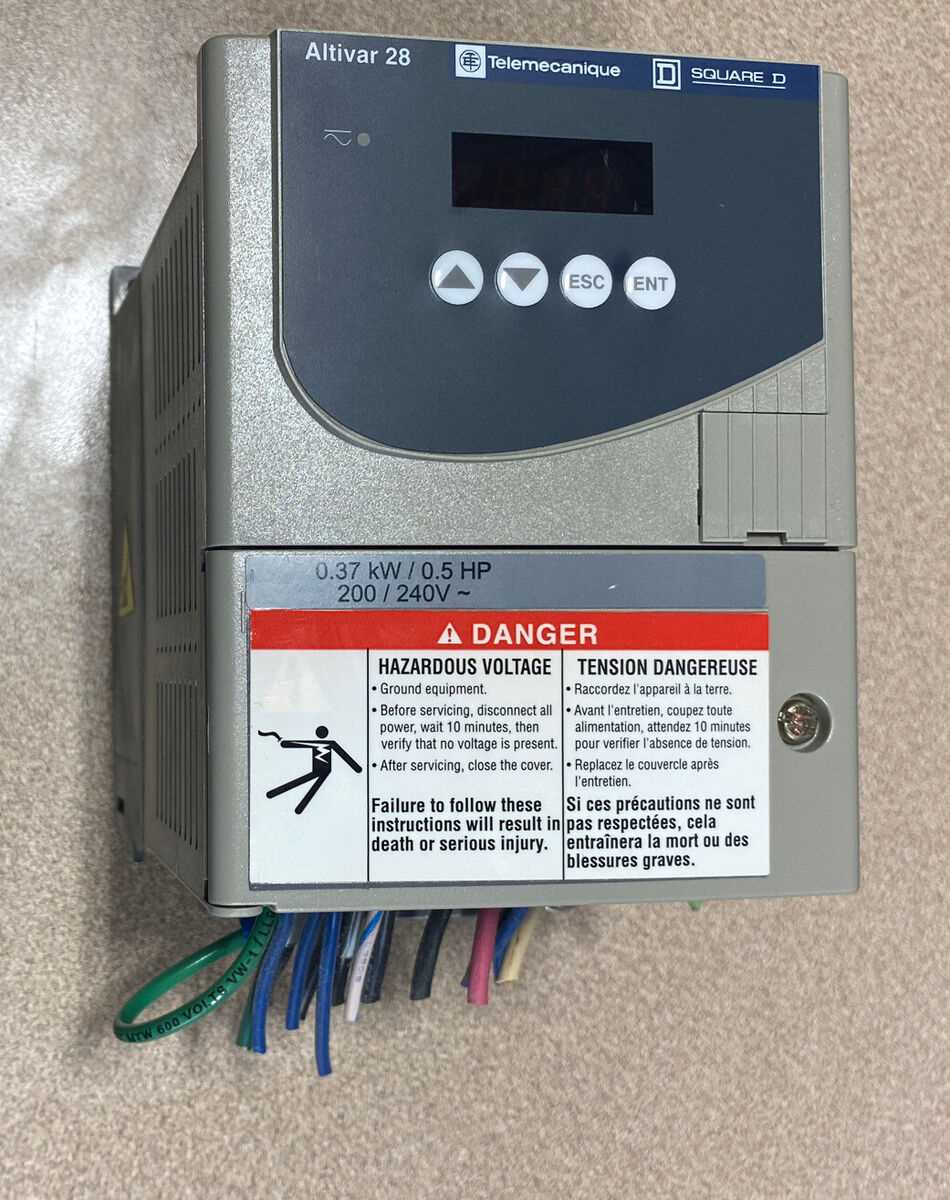 Altivar 28
Telemecanique
D SQUARE D
ESC
ENT
0.37 kW / 0.5 HP
200 / 240V ~
⚠ DANGER
HAZARDOUS VOLTAGE
• Ground equipment.
• Before servicing, disconnect all
power, wait 10 minutes, then
verify that no voltage is present.
• After servicing, close the cover.
Failure to follow these
instructions will result in
death or serious injury.
TENSION DANGEREUSE
• Raccordez l'appareil à la terre.
• Avant l'entretien, coupez toute
alimentation, attendez 10 minutes
pour verifier l'absence de tension.
• Replacez le couvercle après
l'entretien.
Si ces précautions ne sont
pas respectées, cela
entraînera la mort ou des
blessures graves.
MTW 600 VOLTS VW-1